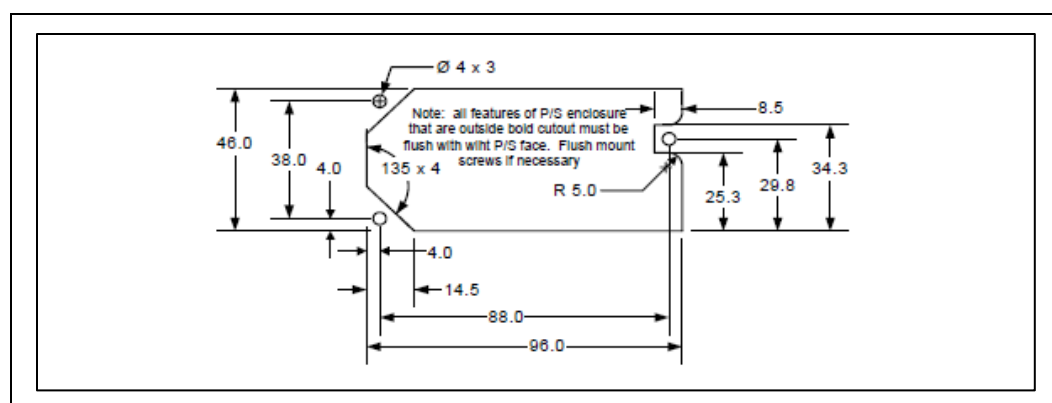 Ø 4 x 3
Note: all features of P/S enclosure
that are outside bold cutout must be
flush with wiht P/S face. Flush mount
screws if necessary
8.5
46.0
38.0
4.0
135 x 4
R 5.0
25.3
29.8
34.3
4.0
14.5
88.0
96.0